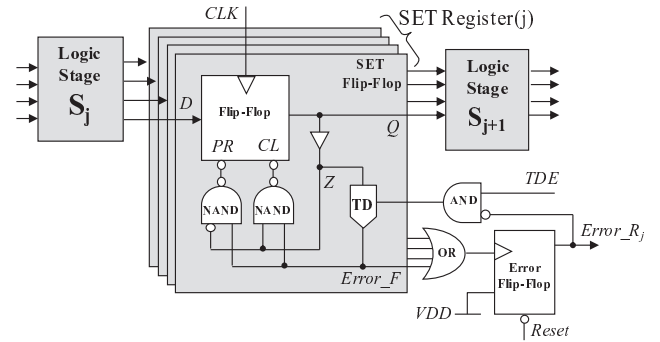 CLK
SET Register(j)
Logic
Stage
Sj
SET
Flip-Flop
Logic
Stage
Sj+1
D
Flip-Flop
PR CL
Q
Z
NAND
NAND
TD
AND
TDE
Error_Rj
OR
Error
Flip-Flop
Error_F
VDD
Reset